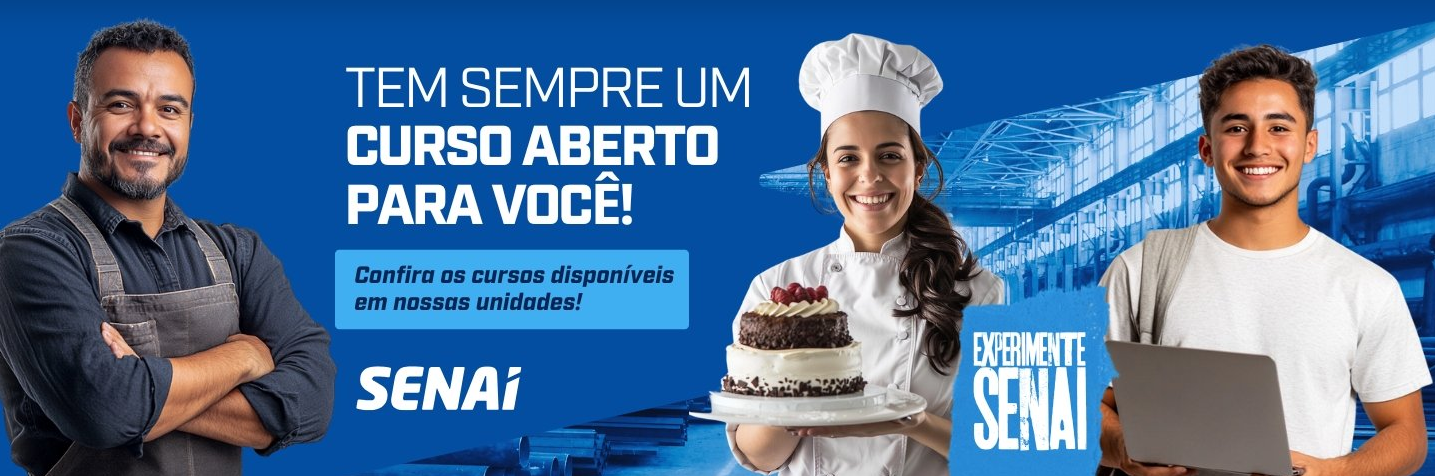 TEM SEMPRE UM
CURSO ABERTO
PARA VOCÊ!
Confira os cursos disponíveis
em nossas unidades!
SENAI
EXPERIMENTE
SENAI